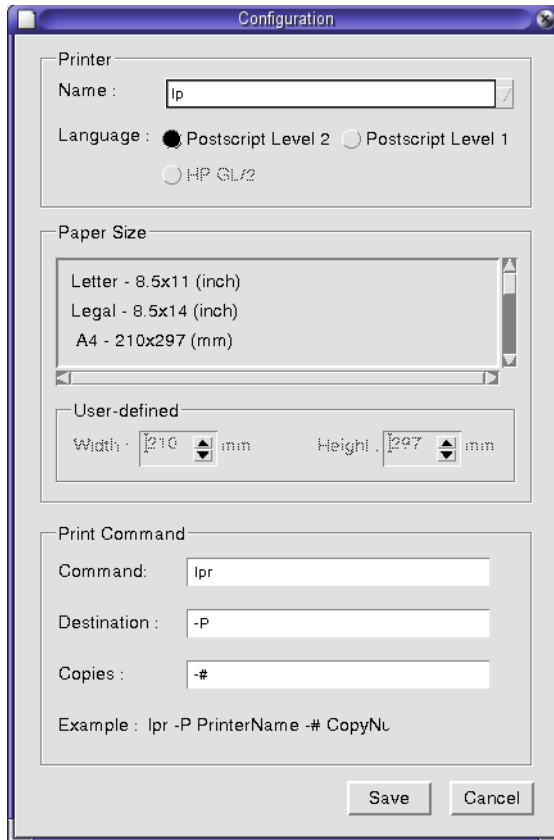 Configuration
Printer
Name :
lp
Language : Postscript Level 2 Postscript Level 1
HP GL/2
Paper Size
Letter - 8.5x11 (inch)
Legal - 8.5x14 (inch)
A4 - 210x297 (mm)
User-defined
Width : 210 mm Height : 297 mm
Print Command
Command: lpr
Destination : -P
Copies : -#
Example : lpr -P PrinterName -# CopyNu
Save Cancel